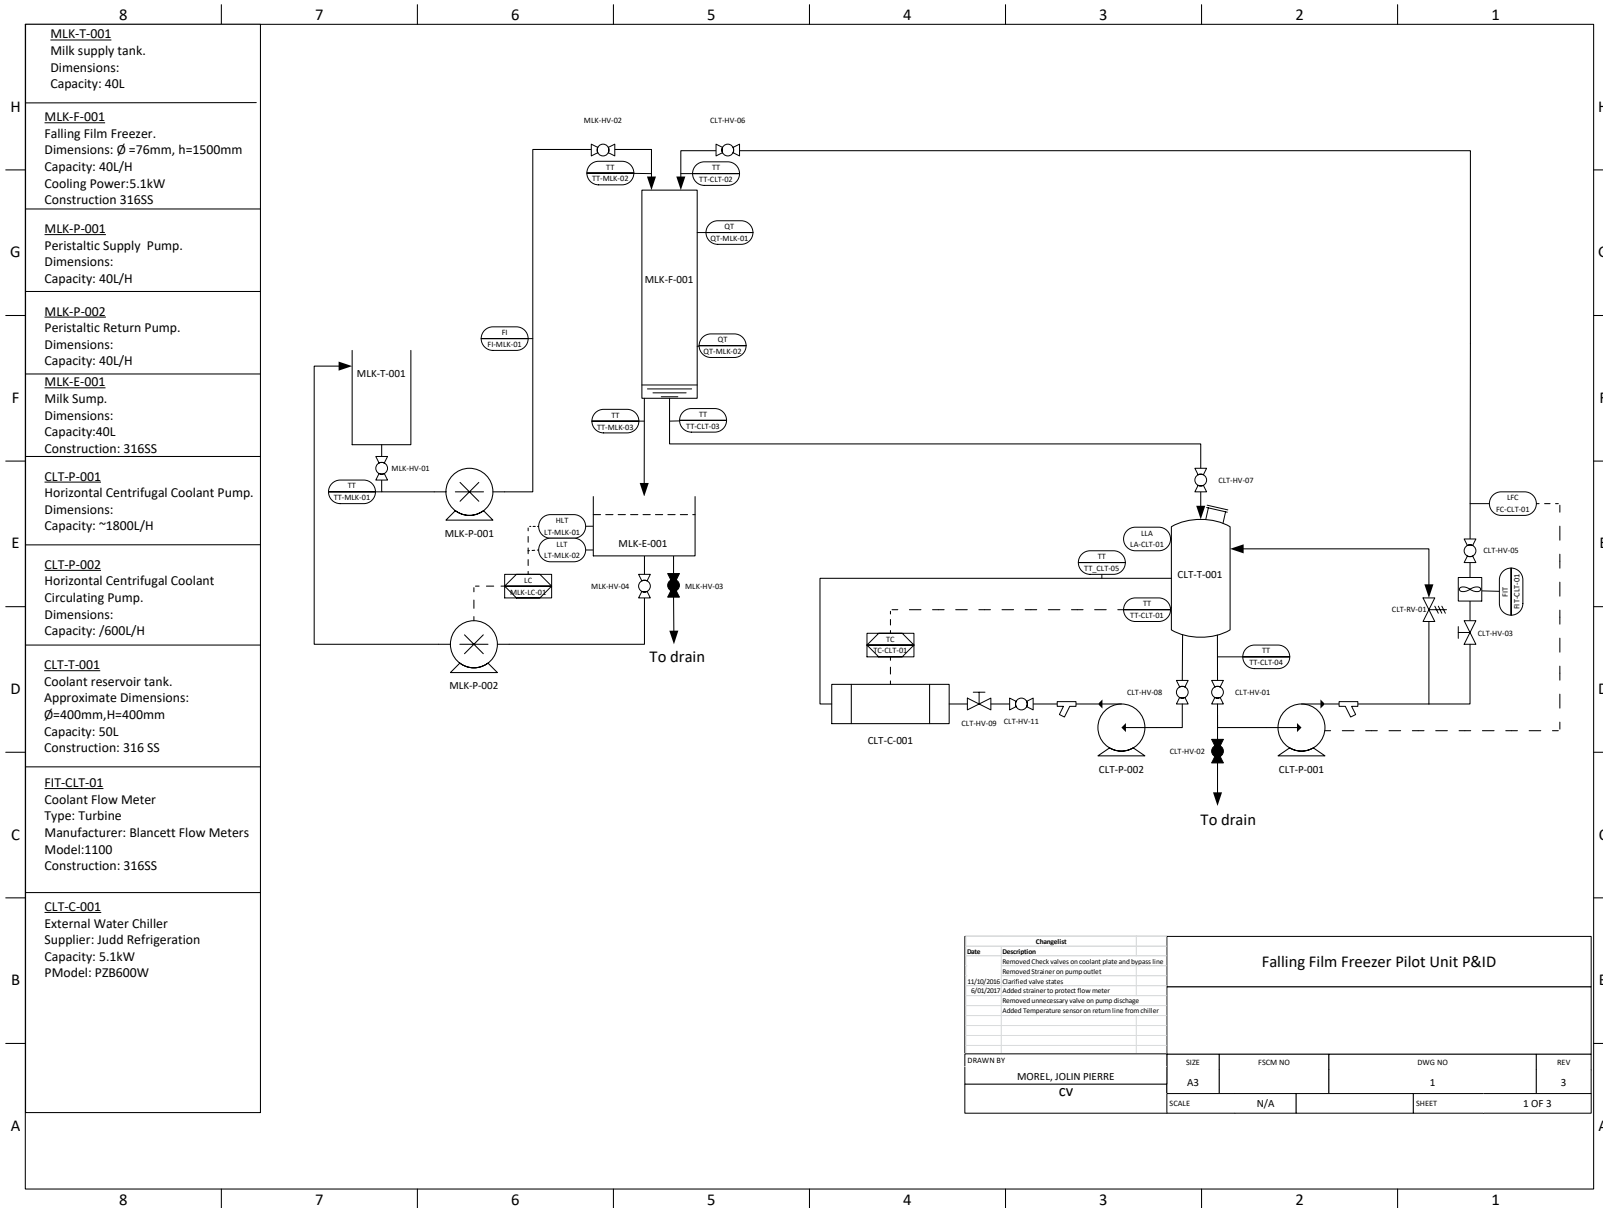 8 7 6 5 4 3 2 1
H
G
F
E
D
C
B
A
MLK-T-001
Milk supply tank.
Dimensions:
Capacity: 40L
MLK-F-001
Falling Film Freezer.
Dimensions: Ø =76mm, h=1500mm
Capacity: 40L/H
Cooling Power:5.1kW
Construction 316SS
MLK-P-001
Peristaltic Supply  Pump.
Dimensions:
Capacity: 40L/H
MLK-P-002
Peristaltic Return Pump.
Dimensions:
Capacity: 40L/H
MLK-E-001
Milk Sump.
Dimensions:
Capacity:40L
Construction: 316SS
CLT-P-001
Horizontal Centrifugal Coolant Pump.
Dimensions:
Capacity: ~1800L/H
CLT-P-002
Horizontal Centrifugal Coolant
Circulating Pump.
Dimensions:
Capacity: /600L/H
CLT-T-001
Coolant reservoir tank.
Approximate Dimensions:
Ø=400mm,H=400mm
Capacity: 50L
Construction: 316 SS
FIT-CLT-01
Coolant Flow Meter
Type: Turbine
Manufacturer: Blancett Flow Meters
Model:1100
Construction: 316SS
CLT-C-001
External Water Chiller
Supplier: Judd Refrigeration
Capacity: 5.1kW
PModel: PZB600W
MLK-HV-02
CLT-HV-06
TT
TT-MLK-02
TT
TT-CLT-02
QT
QT-MLK-01
MLK-F-001
FI
FI-MLK-01
QT
QT-MLK-02
MLK-T-001
TT
TT-MLK-03
TT
TT-CLT-03
MLK-HV-01
TT
TT-MLK-01
MLK-P-001
CLT-HV-07
LFC
FC-CLT-01
HLT
LT-MLK-01
LLT
LT-MLK-02
MLK-E-001
LLA
LA-CLT-01
CLT-HV-05
TT
TT_CLT-05
CLT-T-001
LC
MLK-LC-01
MLK-HV-04
MLK-HV-03
FIT
FIT-CLT-01
TT
TT-CLT-01
CLT-RV-01
CLT-HV-03
TC
TC-CLT-01
To drain
TT
TT-CLT-04
MLK-P-002
CLT-HV-08
CLT-HV-01
CLT-HV-09
CLT-HV-11
CLT-C-001
CLT-HV-02
CLT-P-002
CLT-P-001
To drain
Changelist
Date Description
Removed Check valves on coolant plate and bypass line
Removed Strainer on pump outlet
11/10/2016 Clarified valve states
6/01/2017 Added strainer to protect flow meter
Removed unnecessary valve on pump dischage
Added Temperature sensor on return line from chiller
Falling Film Freezer Pilot Unit P&ID
DRAWN BY
MOREL, JOLIN PIERRE
CV
SIZE FSCM NO DWG NO REV
A3 1 3
SCALE N/A SHEET 1 OF 3
H
G
F
E
D
C
B
A
8 7 6 5 4 3 2 1